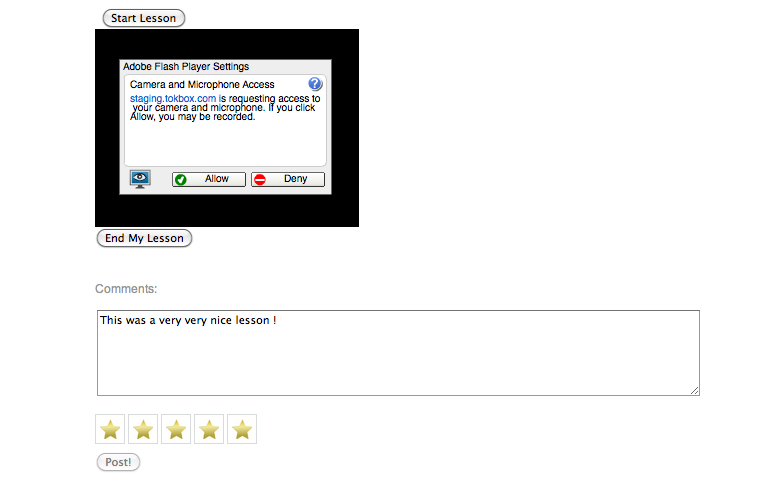 Start Lesson
Adobe Flash Player Settings
Camera and Microphone Access
?
staging.tokbox.com is requesting access to
your camera and microphone. If you click
Allow, you may be recorded.
Allow Deny
End My Lesson
Comments:
This was a very very nice lesson !
Post!